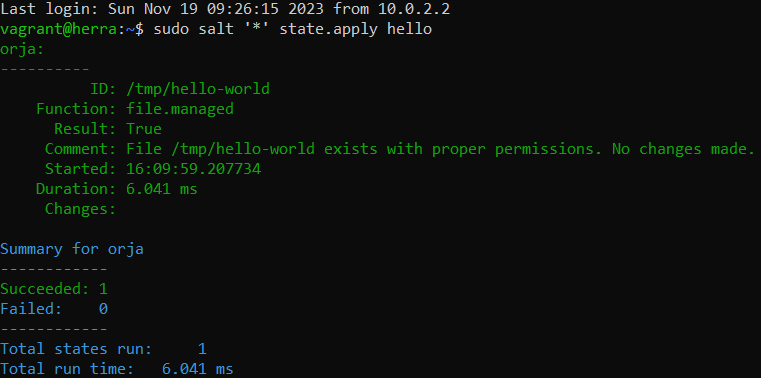 Last login: Sun Nov 19 09:26:15 2023 from 10.0.2.2
vagrant@herra:~$ sudo salt '*' state.apply hello
orja:
----------
          ID: /tmp/hello-world
    Function: file.managed
      Result: True
     Comment: File /tmp/hello-world exists with proper permissions. No changes made.
     Started: 16:09:59.207734
    Duration: 6.041 ms
     Changes:

Summary for orja
------------
Succeeded: 1
Failed:    0
------------
Total states run:     1
Total run time:   6.041 ms